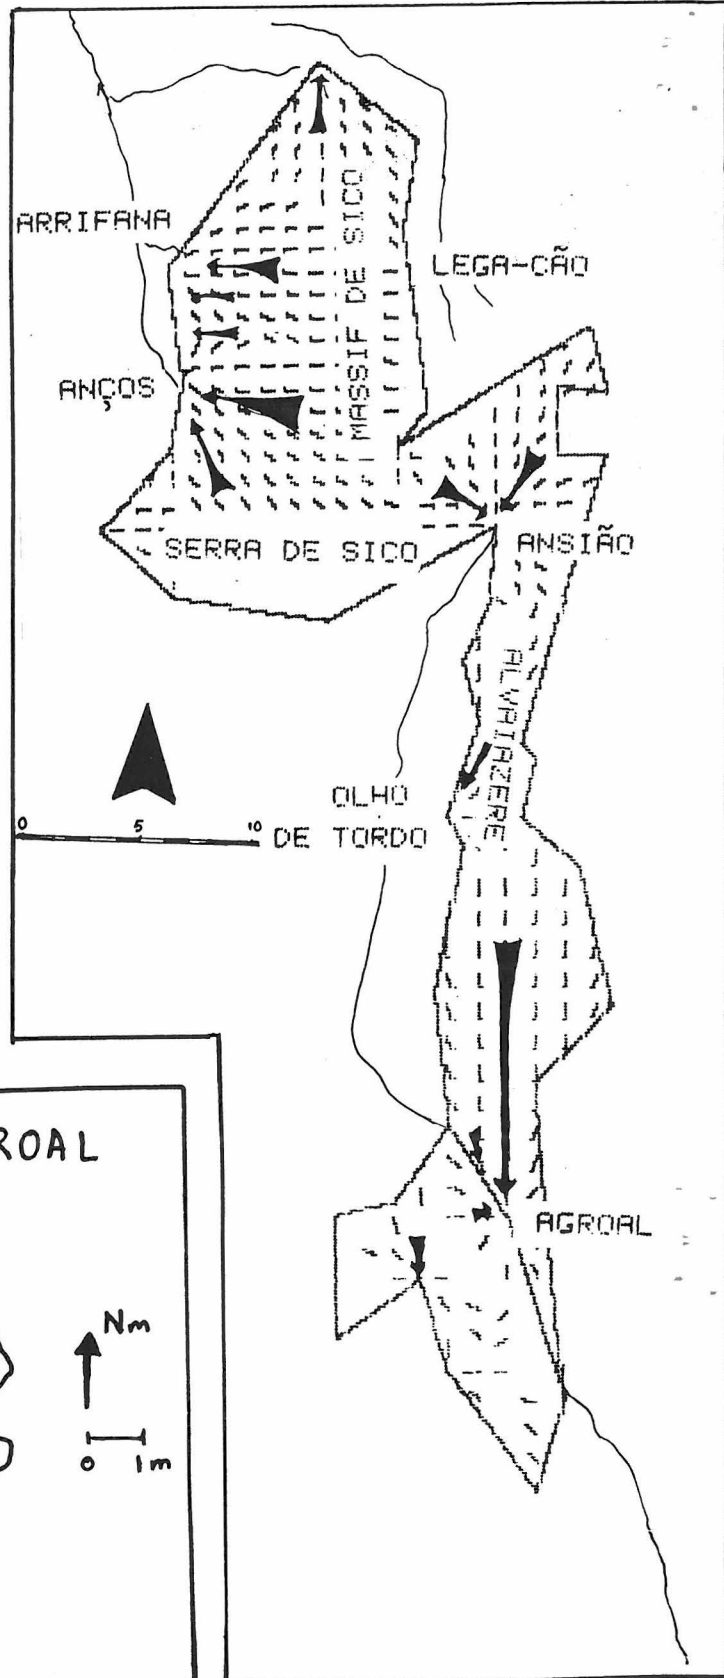 ARRIFANA
MASSIF DE SICO
LEGA-CÃO
ANÇOS
SERRA DE SICO
ANSIÃO
ALVAIAZERE
OLHO
DE TORDO
0 5 10
AGROAL
ROAL
Nm
0 1m